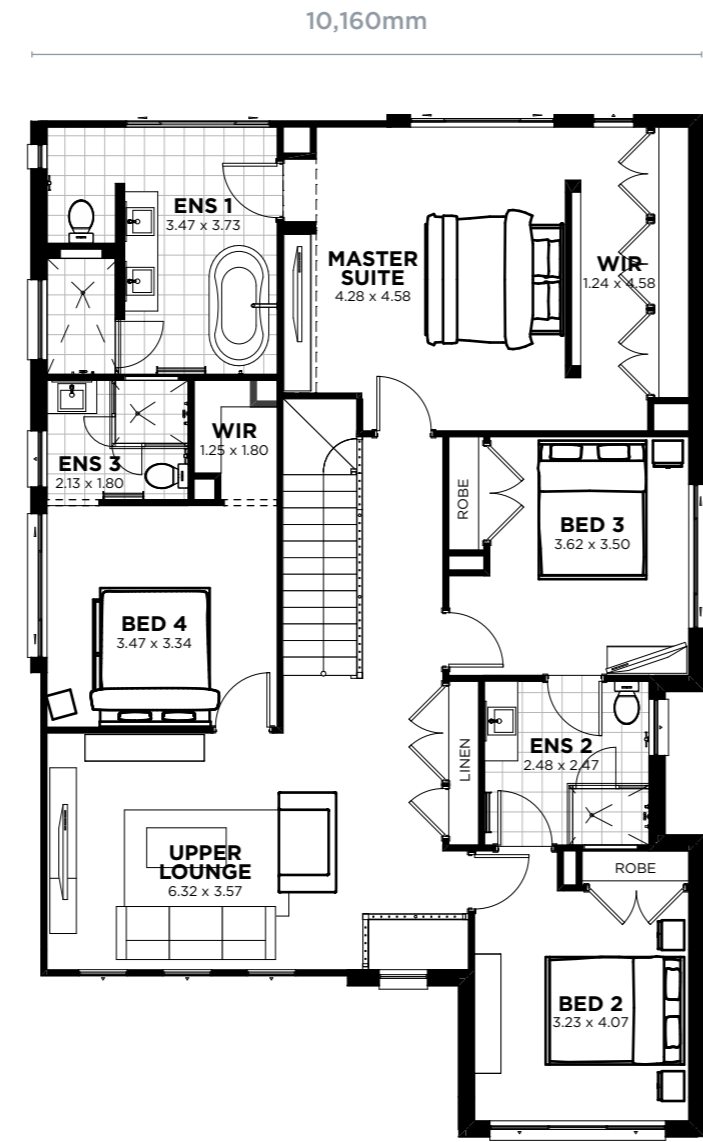 10,160mm
ENS 1
3.47 x 3.73
MASTER
SUITE
4.28 x 4.58
WIR
1.24 x 4.58
ENS 3
2.13 x 1.80
WIR
1.25 x 1.80
ROBE
BED 3
3.62 x 3.50
BED 4
3.47 x 3.34
LINEN
ENS 2
2.48 x 2.47
UPPER
LOUNGE
6.32 x 3.57
ROBE
BED 2
3.23 x 4.07